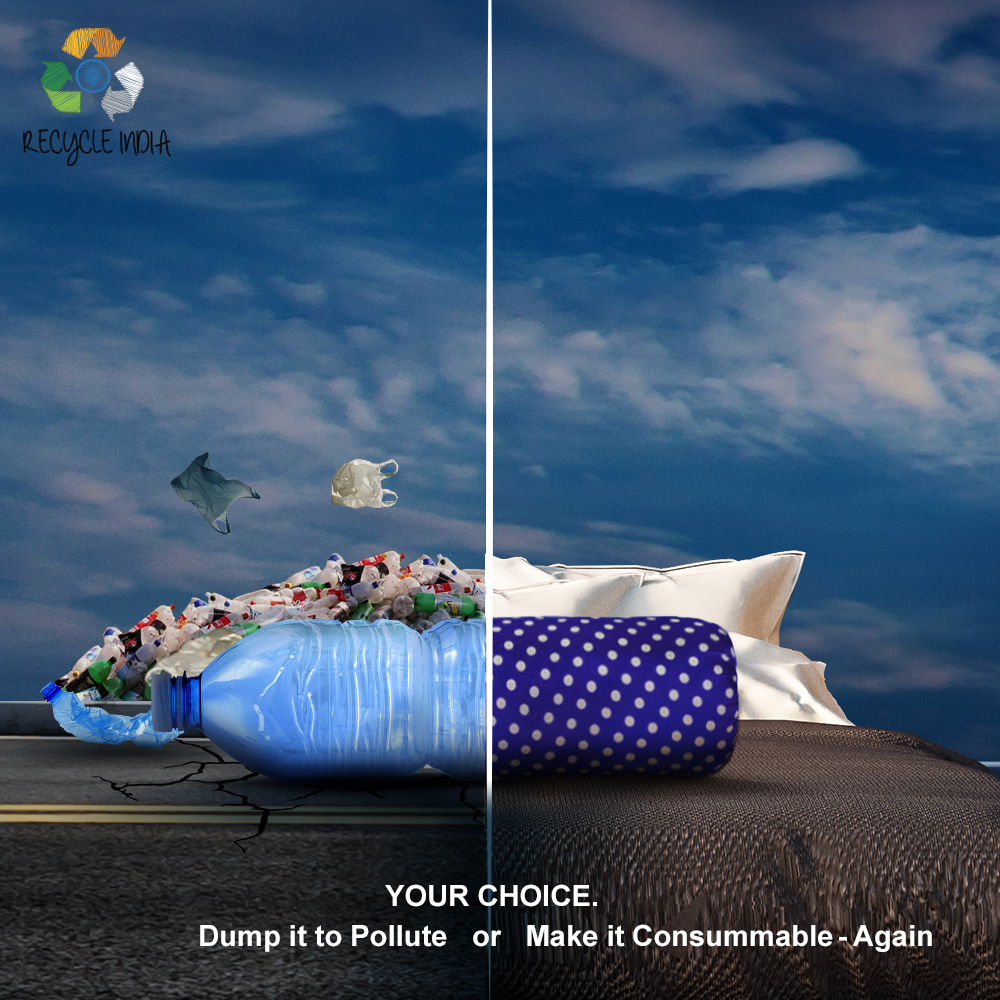 RECYCLE INDIA
YOUR CHOICE.
Dump it to Pollute or Make it Consummable - Again